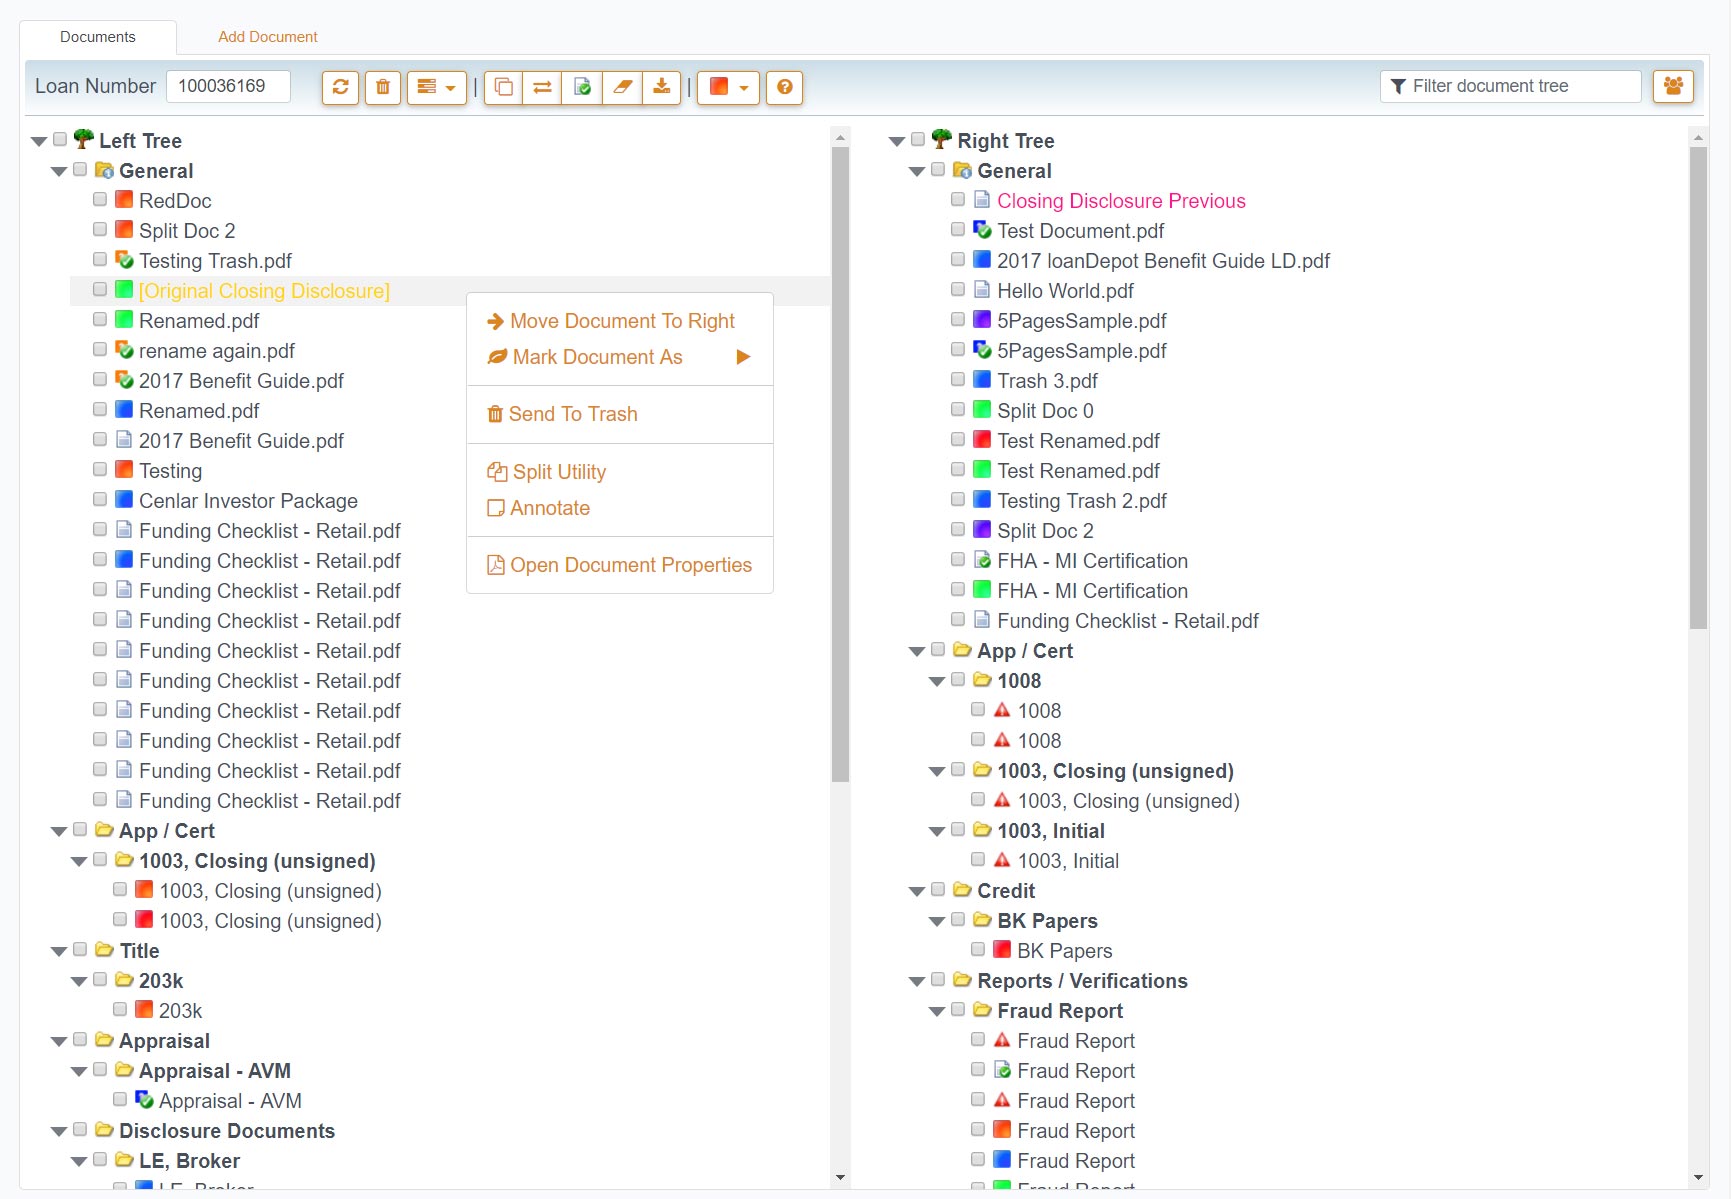 Documents
Add Document
Loan Number
100036169
|
|
Filter document tree
Left Tree
General
RedDoc
Split Doc 2
Testing Trash.pdf
[Original Closing Disclosure]
Renamed.pdf
rename again.pdf
2017 Benefit Guide.pdf
Renamed.pdf
2017 Benefit Guide.pdf
Testing
Cenlar Investor Package
Funding Checklist - Retail.pdf
Funding Checklist - Retail.pdf
Funding Checklist - Retail.pdf
Funding Checklist - Retail.pdf
Funding Checklist - Retail.pdf
Funding Checklist - Retail.pdf
Funding Checklist - Retail.pdf
Funding Checklist - Retail.pdf
Funding Checklist - Retail.pdf
Funding Checklist - Retail.pdf
App / Cert
1003, Closing (unsigned)
1003, Closing (unsigned)
1003, Closing (unsigned)
Title
203k
203k
Appraisal
Appraisal - AVM
Appraisal - AVM
Disclosure Documents
LE, Broker
LE, Broker
Move Document To Right
Mark Document As
Send To Trash
Split Utility
Annotate
Open Document Properties
Right Tree
General
Closing Disclosure Previous
Test Document.pdf
2017 loanDepot Benefit Guide LD.pdf
Hello World.pdf
5PagesSample.pdf
5PagesSample.pdf
Trash 3.pdf
Split Doc 0
Test Renamed.pdf
Test Renamed.pdf
Testing Trash 2.pdf
Split Doc 2
FHA - MI Certification
FHA - MI Certification
Funding Checklist - Retail.pdf
App / Cert
1008
1008
1008
1003, Closing (unsigned)
1003, Closing (unsigned)
1003, Initial
1003, Initial
Credit
BK Papers
BK Papers
Reports / Verifications
Fraud Report
Fraud Report
Fraud Report
Fraud Report
Fraud Report
Fraud Report
Fraud Report